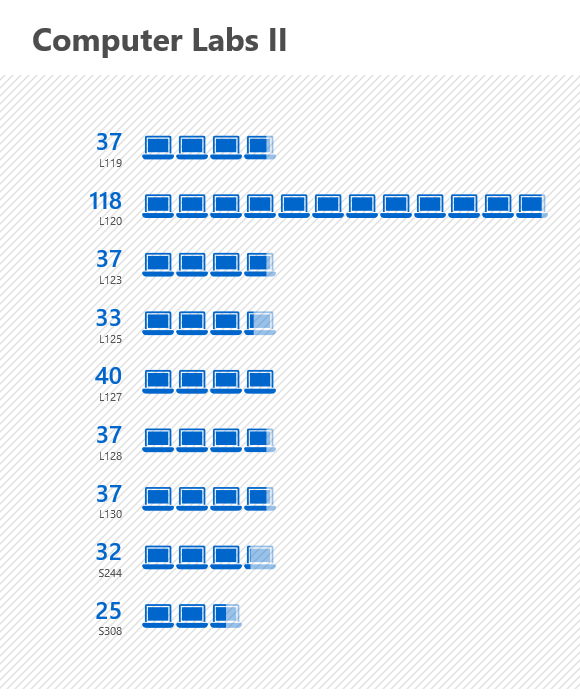 Computer Labs II
37
L119
118
L120
37
L123
33
L125
40
L127
37
L128
37
L130
32
S244
25
S308